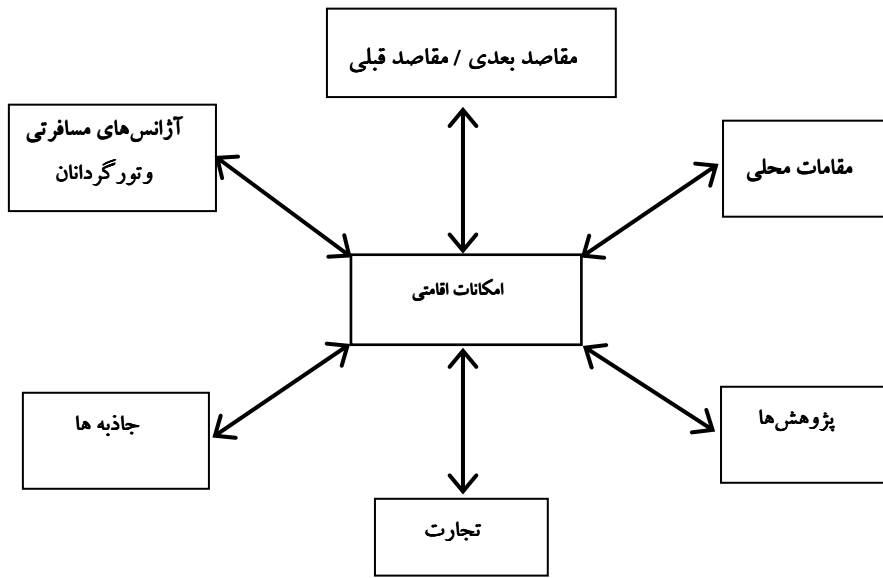 مقاصد بعدی / مقاصد قبلی
آژانس‌های مسافرتی
وتورگردانان
مقامات محلی
امکانات اقامتی
جاذبه ها
پژوهش‌ها
تجارت